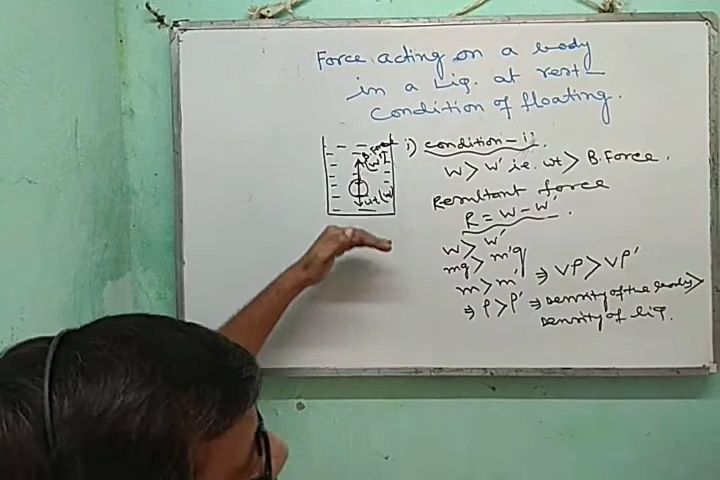 Force acting on a body
in a Liq. at rest-
Condition of floating.
i) condition-i:
W > W' i.e. wt > B.Force.
Resultant force
R = W - W'.
W > W'
mg > m'g
m > m' ⇒ Vρ > Vρ'
⇒ ρ > ρ' ⇒ Density of the body >
Density of liq.
(W')
wt(W)